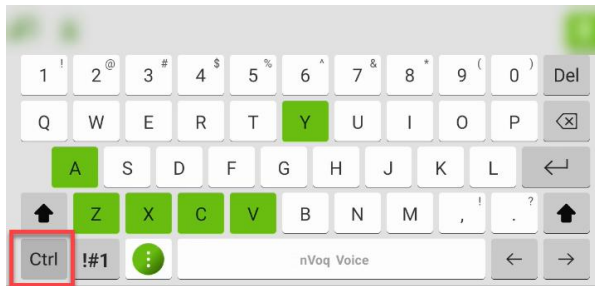 1 ! 2 @ 3 # 4 $ 5 % 6 ^ 7 & 8 * 9 ( 0 ) Del
Q W E R T Y U I O P
A S D F G H J K L
Z X C V B N M , ! . ?
Ctrl !#1 nVoq Voice ← →